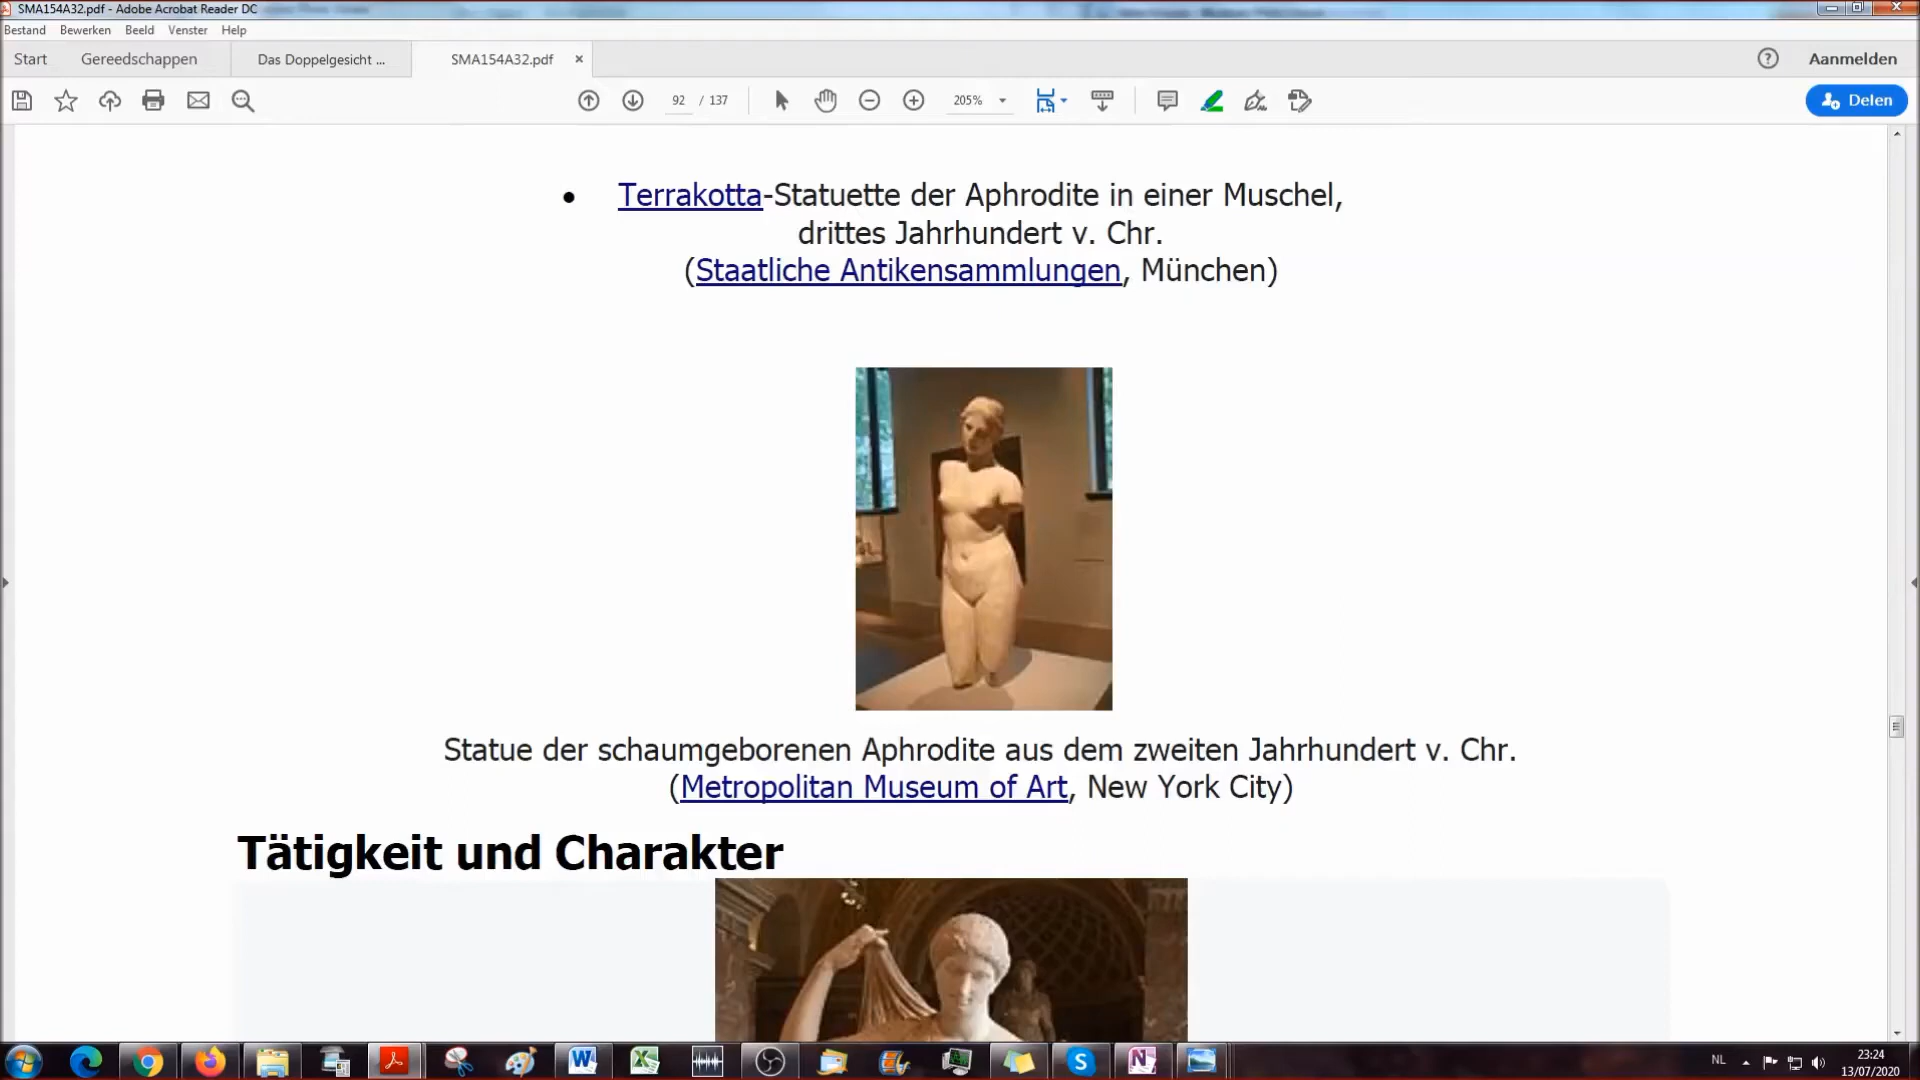 SMA154A32.pdf - Adobe Acrobat Reader DC
Bestand Bewerken Beeld Venster Help
Start Gereedschappen Das Doppelgesicht ... SMA154A32.pdf × Aanmelden
92 / 137 205% Delen
• Terrakotta-Statuette der Aphrodite in einer Muschel,
drittes Jahrhundert v. Chr.
(Staatliche Antikensammlungen, München)
Statue der schaumgeborenen Aphrodite aus dem zweiten Jahrhundert v. Chr.
(Metropolitan Museum of Art, New York City)
Tätigkeit und Charakter
NL 23:24
13/07/2020